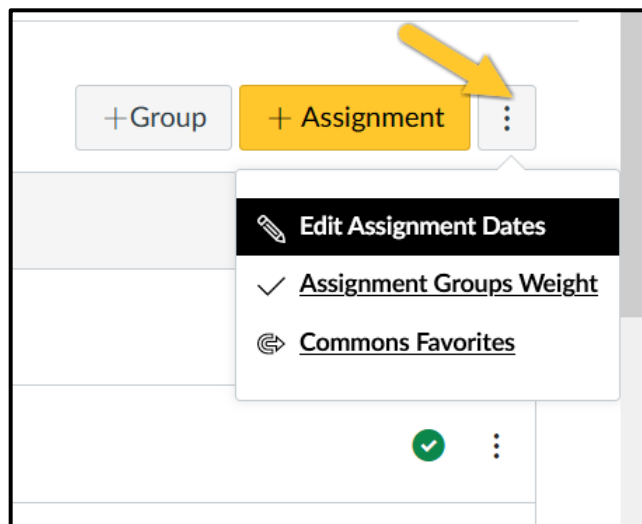 +Group
+ Assignment
Edit Assignment Dates
Assignment Groups Weight
Commons Favorites